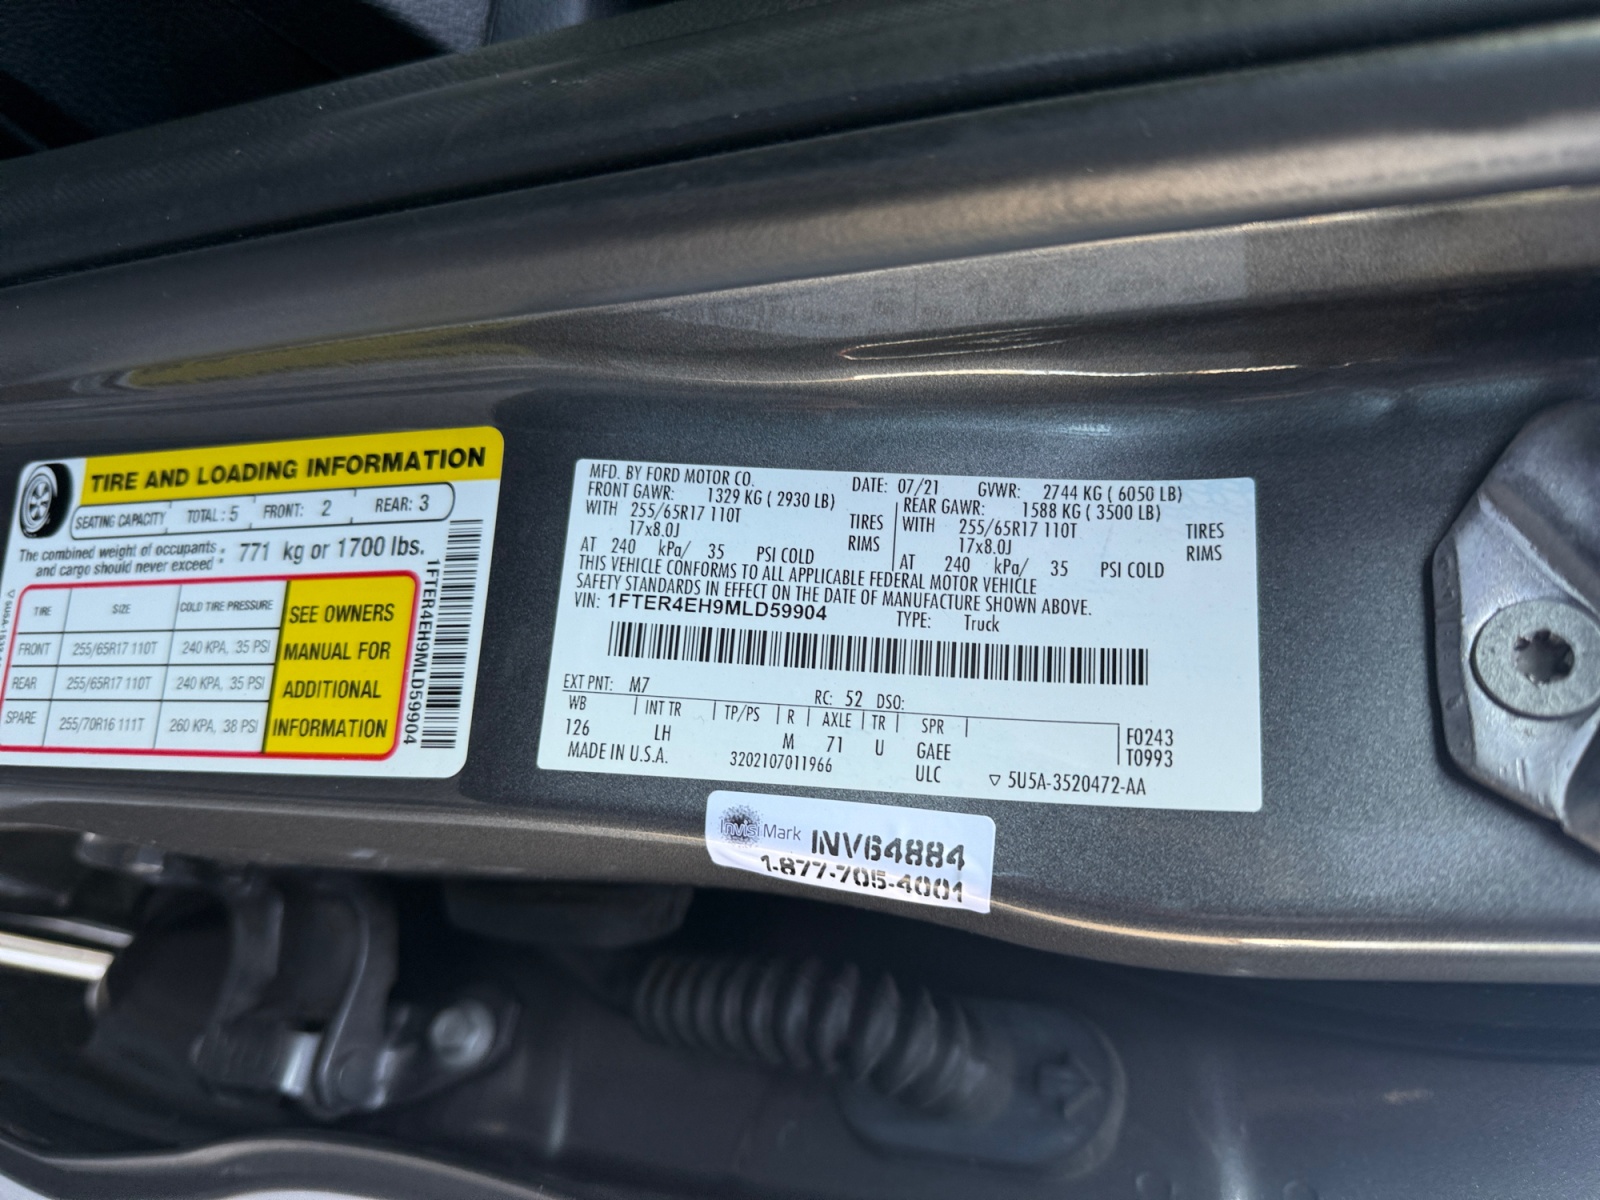 TIRE AND LOADING INFORMATION
SEATING CAPACITY TOTAL: 5 FRONT: 2 REAR: 3
The combined weight of occupants and cargo should never exceed : 771 kg or 1700 lbs.
TIRE SIZE COLD TIRE PRESSURE
FRONT 255/65R17 110T 240 KPA, 35 PSI
REAR 255/65R17 110T 240 KPA, 35 PSI
SPARE 255/70R16 111T 260 KPA, 38 PSI
SEE OWNERS
MANUAL FOR
ADDITIONAL
INFORMATION
1FTER4EH9MLD59904
MFD. BY FORD MOTOR CO. DATE: 07/21 GVWR: 2744 KG ( 6050 LB)
FRONT GAWR: 1329 KG ( 2930 LB) REAR GAWR: 1588 KG ( 3500 LB)
WITH 255/65R17 110T TIRES WITH 255/65R17 110T TIRES
17x8.0J RIMS 17x8.0J RIMS
AT 240 kPa/ 35 PSI COLD AT 240 kPa/ 35 PSI COLD
THIS VEHICLE CONFORMS TO ALL APPLICABLE FEDERAL MOTOR VEHICLE
SAFETY STANDARDS IN EFFECT ON THE DATE OF MANUFACTURE SHOWN ABOVE.
VIN: 1FTER4EH9MLD59904 TYPE: Truck
EXT PNT: M7 RC: 52 DSO:
WB INT TR TP/PS R AXLE TR SPR F0243
126 LH M 71 U GAEE T0993
MADE IN U.S.A. 3202107011966 ULC ▽ 5U5A-3520472-AA
InvisiMark INV64884
1-877-705-4001